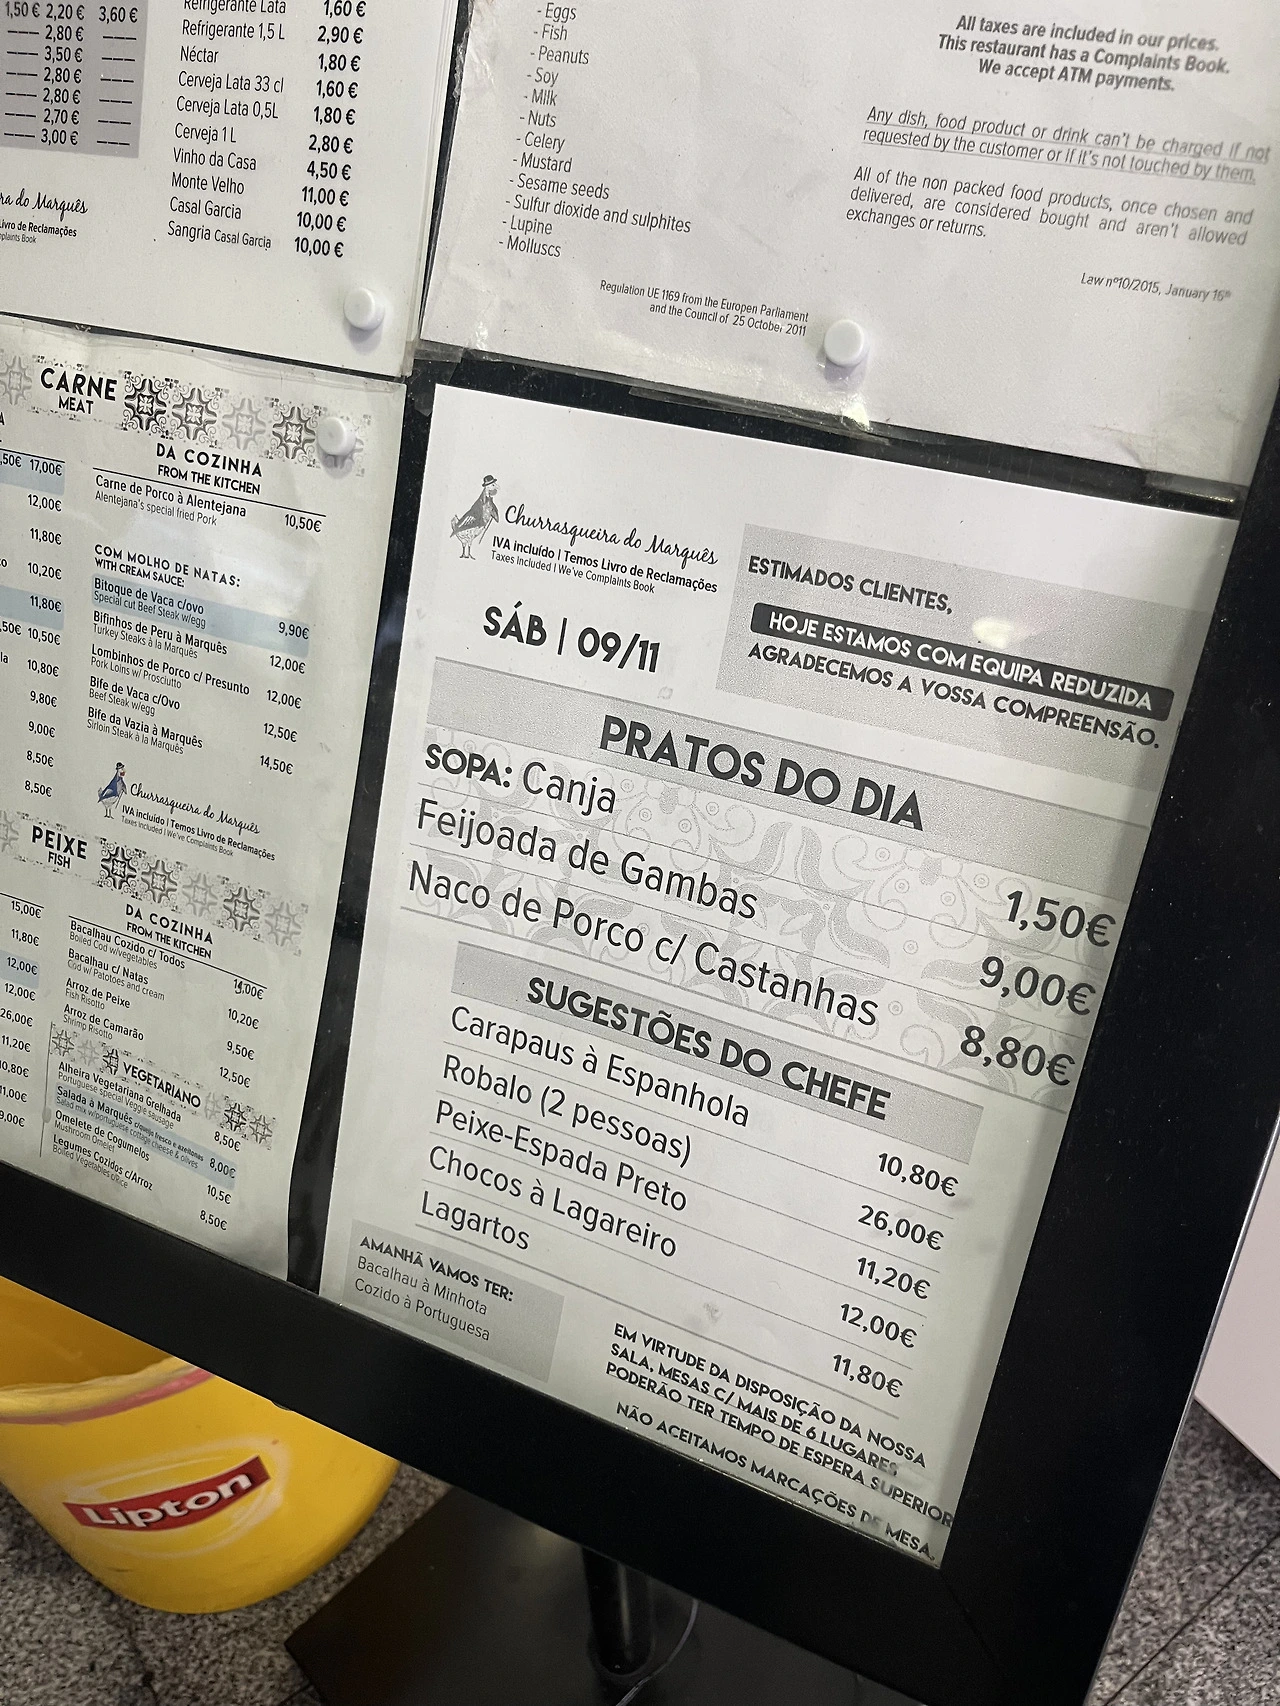 1,50€ 2,20€ 3,60€
—— 2,80€ ——
—— 3,50€ ——
—— 2,80€ ——
—— 2,80€ ——
—— 2,70€ ——
—— 3,00€ ——
Refrigerante Lata 1,60€
Refrigerante 1,5 L 2,90€
Néctar 1,80€
Cerveja Lata 33 cl 1,60€
Cerveja Lata 0,5L 1,80€
Cerveja 1 L 2,80€
Vinho da Casa 4,50€
Monte Velho 11,00€
Casal Garcia 10,00€
Sangria Casal Garcia 10,00€
do Marquês
Livro de Reclamações
Book
- Eggs
- Fish
- Peanuts
- Soy
- Milk
- Nuts
- Celery
- Mustard
- Sesame seeds
- Sulfur dioxide and sulphites
- Lupine
- Molluscs
Regulation UE 1169 from the Europen Parliament
and the Council of 25 October 2011
All taxes are included in our prices.
This restaurant has a Complaints Book.
We accept ATM payments.
Any dish, food product or drink can't be charged if not
requested by the customer or if it's not touched by them.
All of the non packed food products, once chosen and
delivered, are considered bought and aren't allowed
exchanges or returns.
Law nº10/2015, January 16th
CARNE
MEAT
17,00€
12,00€
11,80€
10,20€
11,80€
10,50€
10,80€
9,80€
9,00€
8,50€
8,50€
DA COZINHA
FROM THE KITCHEN
Carne de Porco à Alentejana
Alentejana's special fried Pork 10,50€
COM MOLHO DE NATAS:
WITH CREAM SAUCE:
Bitoque de Vaca c/ovo
Special cut Beef Steak w/egg 9,90€
Bifinhos de Peru à Marquês
Turkey Steaks à la Marquês 12,00€
Lombinhos de Porco c/ Presunto
Pork Loins w/ Prosciutto 12,00€
Bife de Vaca c/Ovo
Beef Steak w/egg 12,50€
Bife da Vazia à Marquês
Sirloin Steak à la Marquês 14,50€
Churrasqueira do Marquês
IVA incluído | Temos Livro de Reclamações
Taxes Included | We've Complaints Book
PEIXE
FISH
15,00€
11,80€
12,00€
12,00€
26,00€
11,20€
10,80€
11,00€
9,00€
DA COZINHA
FROM THE KITCHEN
Bacalhau Cozido c/ Todos
Boiled Cod w/vegetables
Bacalhau c/ Natas
Cod w/ Patotoes and cream 10,20€
Arroz de Peixe
Fish Risotto 9,50€
Arroz de Camarão
Shrimp Risotto 12,50€
VEGETARIANO
Alheira Vegetariana Grelhada
Portuguese special Veggie sausage 8,50€
Salada à Marquês c/queijo fresco e azeitonas
Salad mix w/portuguese cottage cheese & olives 8,00€
Omelete de Cogumelos
Mushroom Omelet 10,5€
Legumes Cozidos c/Arroz
Boiled Vegetables c/Rice 8,50€
Churrasqueira do Marquês
IVA incluído | Temos Livro de Reclamações
Taxes Included | We've Complaints Book
SÁB | 09/11
ESTIMADOS CLIENTES,
HOJE ESTAMOS COM EQUIPA REDUZIDA
AGRADECEMOS A VOSSA COMPREENSÃO.
PRATOS DO DIA
SOPA: Canja 1,50€
Feijoada de Gambas 9,00€
Naco de Porco c/ Castanhas 8,80€
SUGESTÕES DO CHEFE
Carapaus à Espanhola 10,80€
Robalo (2 pessoas) 26,00€
Peixe-Espada Preto 11,20€
Chocos à Lagareiro 12,00€
Lagartos 11,80€
AMANHÃ VAMOS TER:
Bacalhau à Minhota
Cozido à Portuguesa
EM VIRTUDE DA DISPOSIÇÃO DA NOSSA
SALA, MESAS C/ MAIS DE 6 LUGARES
PODERÃO TER TEMPO DE ESPERA SUPERIOR
NÃO ACEITAMOS MARCAÇÕES DE MESA.
Lipton